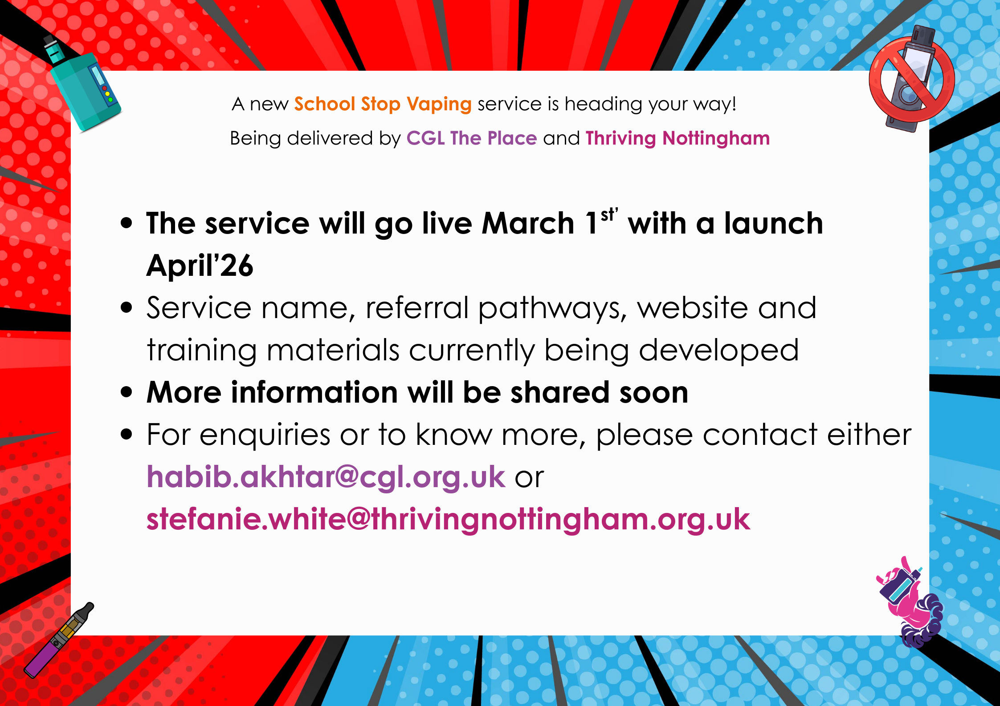 A new School Stop Vaping service is heading your way!
Being delivered by CGL The Place and Thriving Nottingham
• The service will go live March 1st’ with a launch
April’26
• Service name, referral pathways, website and
training materials currently being developed
• More information will be shared soon
• For enquiries or to know more, please contact either
habib.akhtar@cgl.org.uk or
stefanie.white@thrivingnottingham.org.uk